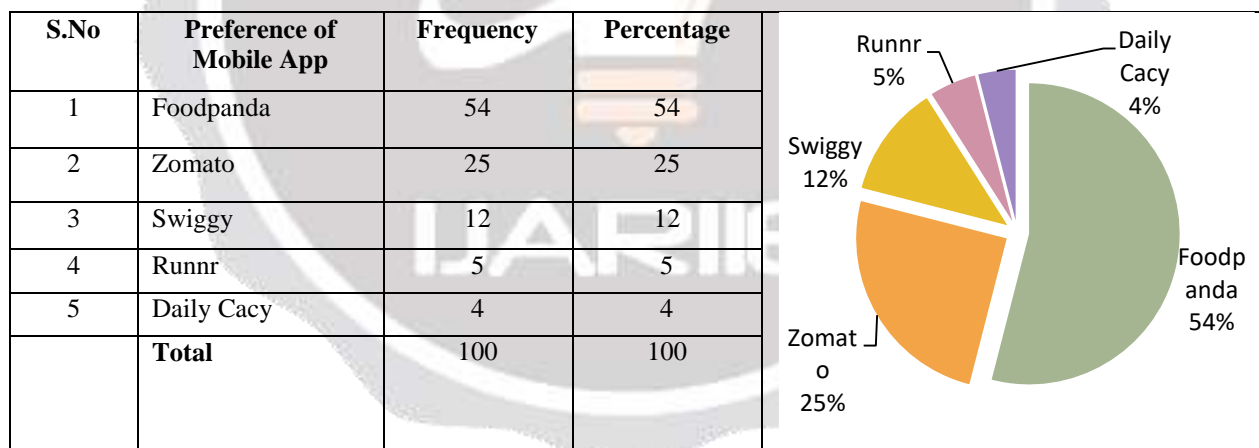 S.No Preference of Frequency Percentage
Mobile App
1 Foodpanda 54 54
2 Zomato 25 25
3 Swiggy 12 12
4 Runnr 5 5
5 Daily Cacy 4 4
Total 100 100
IJARIIE
Runnr
5%
Daily
Cacy
4%
Swiggy
12%
Foodp
anda
54%
Zomat
o
25%